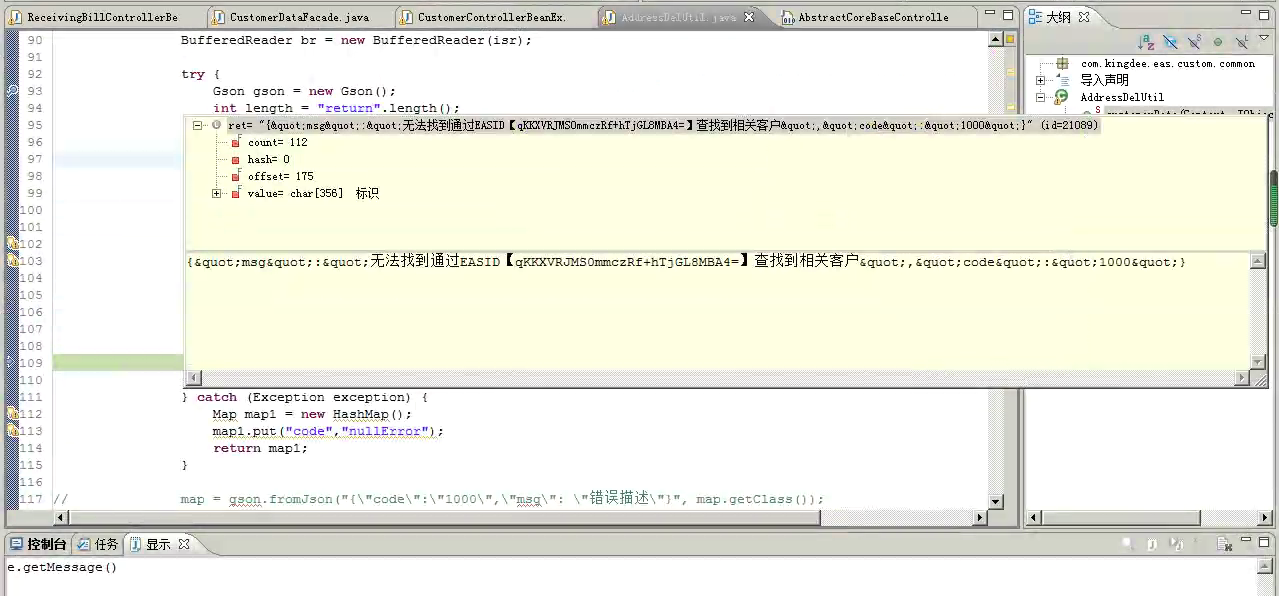 ReceivingBillControllerBe
CustomerDataFacade.java
CustomerControllerBeanEx.
AddressDelUtil.java
AbstractCoreBaseControlle
大纲
90 BufferedReader br = new BufferedReader(isr);
91
92 try {
93 Gson gson = new Gson();
94 int length = "return".length();
95
96
97
98
99
100
101
102
103
104
105
106
107
108
109
110
111 } catch (Exception exception) {
112 Map map1 = new HashMap();
113 map1.put("code","nullError");
114 return map1;
115 }
116
117 // map = gson.fromJson("{\"code\":\"1000\",\"msg\": \"错误描述\"}", map.getClass());
ret= "{&quot;msg&quot;:&quot;无法找到通过EASID【qKKXVRJMS0mmczRf+hTjGL8MBA4=】查找到相关客户&quot;,&quot;code&quot;:&quot;1000&quot;}" (id=21089)
count= 112
hash= 0
offset= 175
value= char[356] 标识
{&quot;msg&quot;:&quot;无法找到通过EASID【qKKXVRJMS0mmczRf+hTjGL8MBA4=】查找到相关客户&quot;,&quot;code&quot;:&quot;1000&quot;}
com.kingdee.eas.custom.common
导入声明
AddressDelUtil
控制台
任务
显示
e.getMessage()